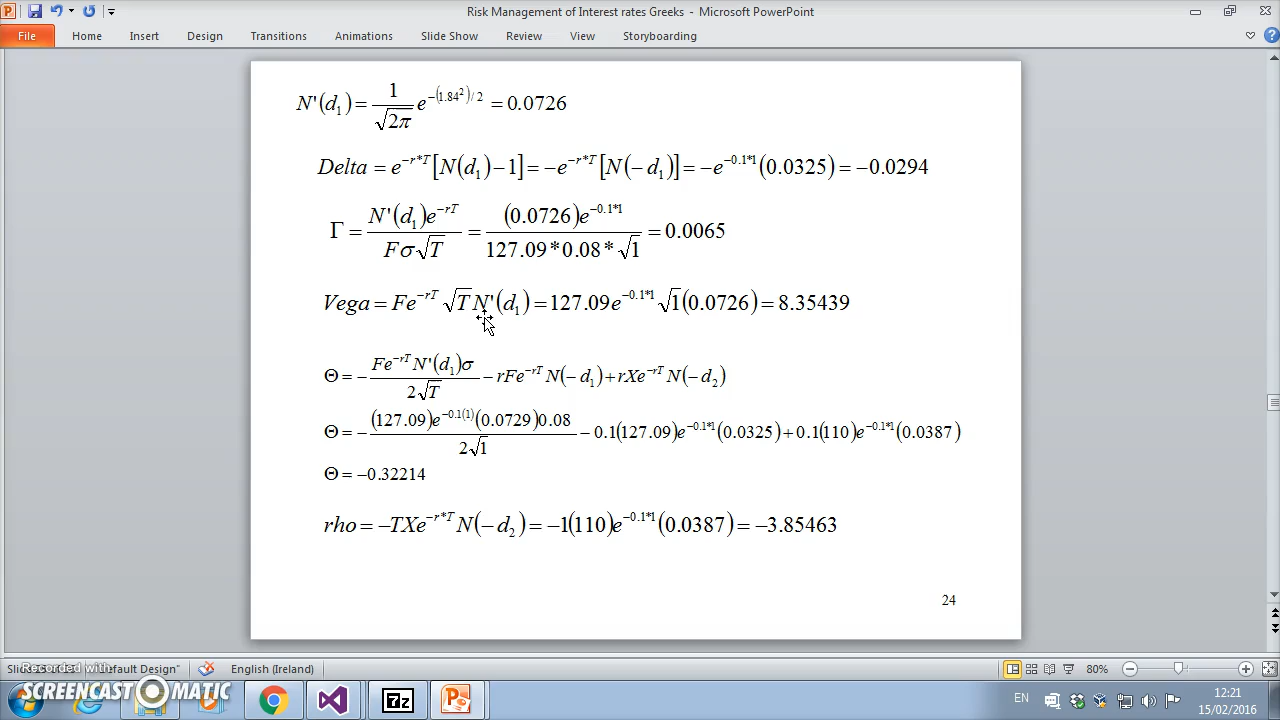 Risk Management of Interest rates Greeks - Microsoft PowerPoint
File Home Insert Design Transitions Animations Slide Show Review View Storyboarding
N'(d₁) = 1/√2π e^−(1.84²)/2 = 0.0726
Delta = e^−r*T [N(d₁) − 1] = −e^−r*T [N(− d₁)] = −e^−0.1*1 (0.0325) = −0.0294
Γ = N'(d₁)e^−rT / Fσ√T = (0.0726)e^−0.1*1 / 127.09 * 0.08 * √1 = 0.0065
Vega = Fe^−rT √T N'(d₁) = 127.09e^−0.1*1 √1(0.0726) = 8.35439
Θ = − Fe^−rT N'(d₁)σ / 2√T − rFe^−rT N(− d₁) + rXe^−rT N(− d₂)
Θ = − (127.09)e^−0.1(1) (0.0729)0.08 / 2√1 − 0.1(127.09)e^−0.1*1 (0.0325) + 0.1(110)e^−0.1*1 (0.0387)
Θ = −0.32214
rho = −TXe^−r*T N(− d₂) = −1(110)e^−0.1*1 (0.0387) = −3.85463
24
"Default Design" English (Ireland) 80%
Recorded with
SCREENCAST MATIC
7z
EN
12:21
15/02/2016